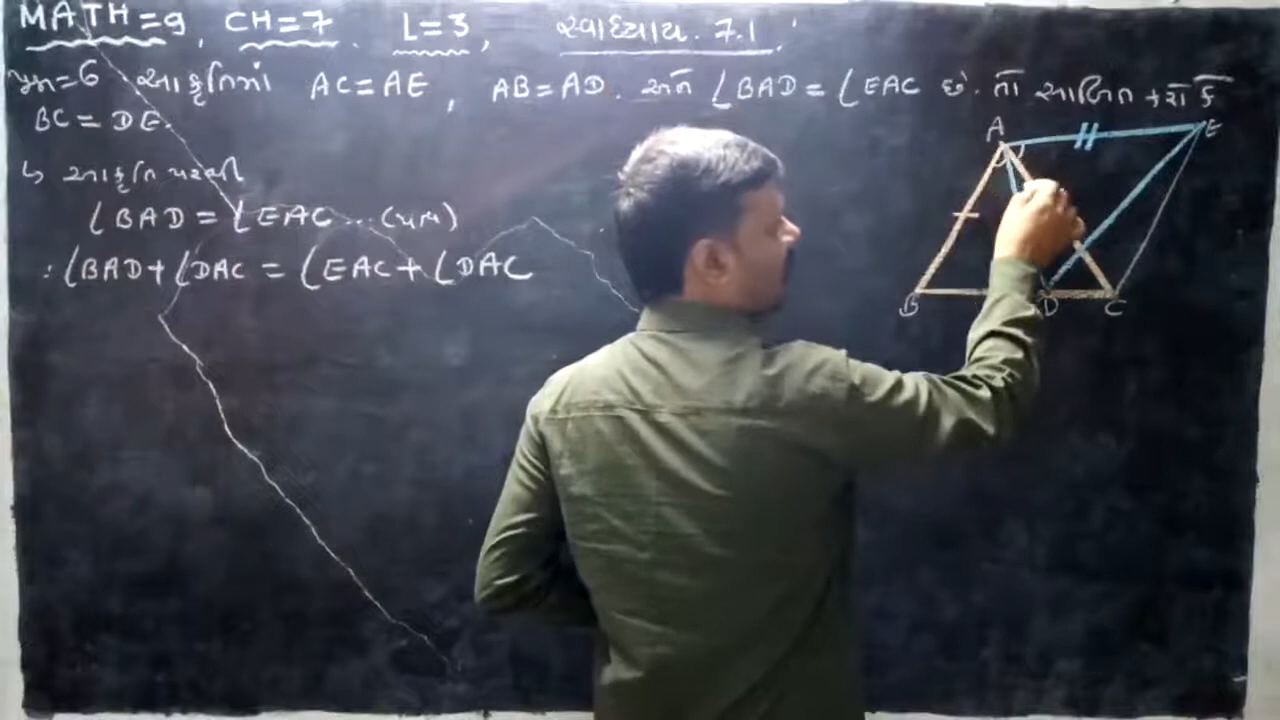 MATH=9, CH=7. L=3, સ્વાધ્યાય. 7.1
પ્રશ્ન=6 આકૃતિમાં AC=AE, AB=AD. અને ∠BAD=∠EAC છે. તો સાબિત કરો કે
BC=DE.
↳ આકૃતિ પરથી
∠BAD=∠EAC ...(પક્ષ)
∴ ∠BAD+∠DAC=∠EAC+∠DAC
A
E
B
D
C